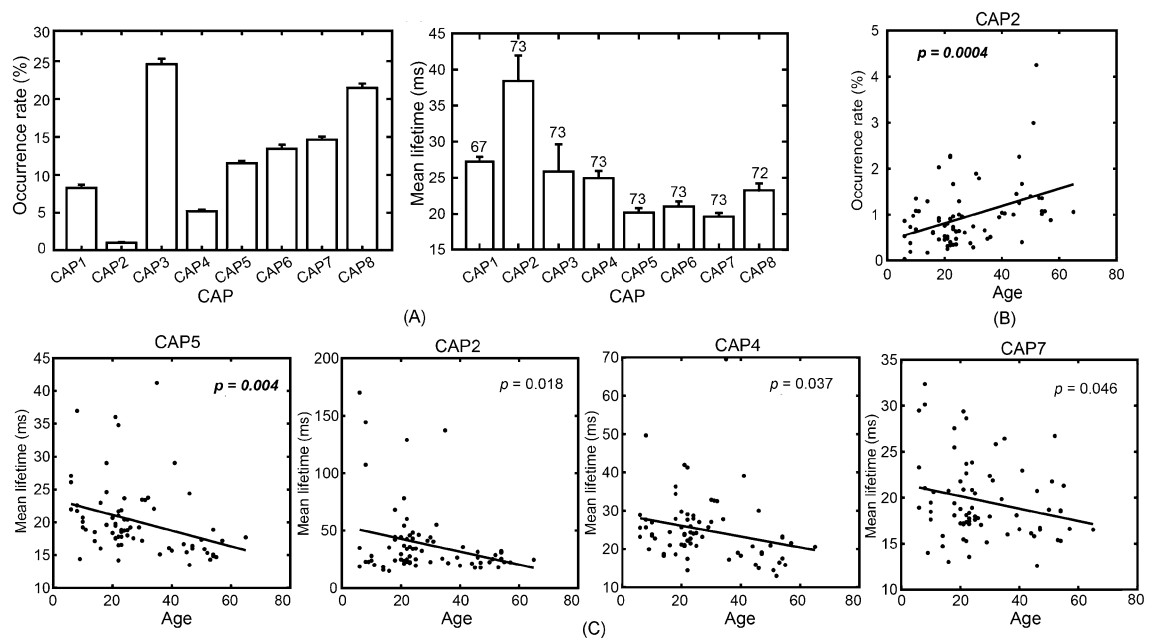 30
25
20
15
10
5
0
Occurrence rate (%)
CAP1 CAP2 CAP3 CAP4 CAP5 CAP6 CAP7 CAP8
CAP
45
40
35
30
25
20
15
Mean lifetime (ms)
67 73 73 73 73 73 73 72
CAP1 CAP2 CAP3 CAP4 CAP5 CAP6 CAP7 CAP8
CAP
(A)
CAP2
p = 0.0004
5
4
3
2
1
0
Occurrence rate (%)
0 20 40 60 80
Age
(B)
CAP5
p = 0.004
45
40
35
30
25
20
15
10
Mean lifetime (ms)
0 20 40 60 80
Age
CAP2
p = 0.018
200
150
100
50
0
Mean lifetime (ms)
0 20 40 60 80
Age
CAP4
p = 0.037
70
60
50
40
30
20
10
Mean lifetime (ms)
0 20 40 60 80
Age
CAP7
p = 0.046
35
30
25
20
15
10
Mean lifetime (ms)
0 20 40 60 80
Age
(C)